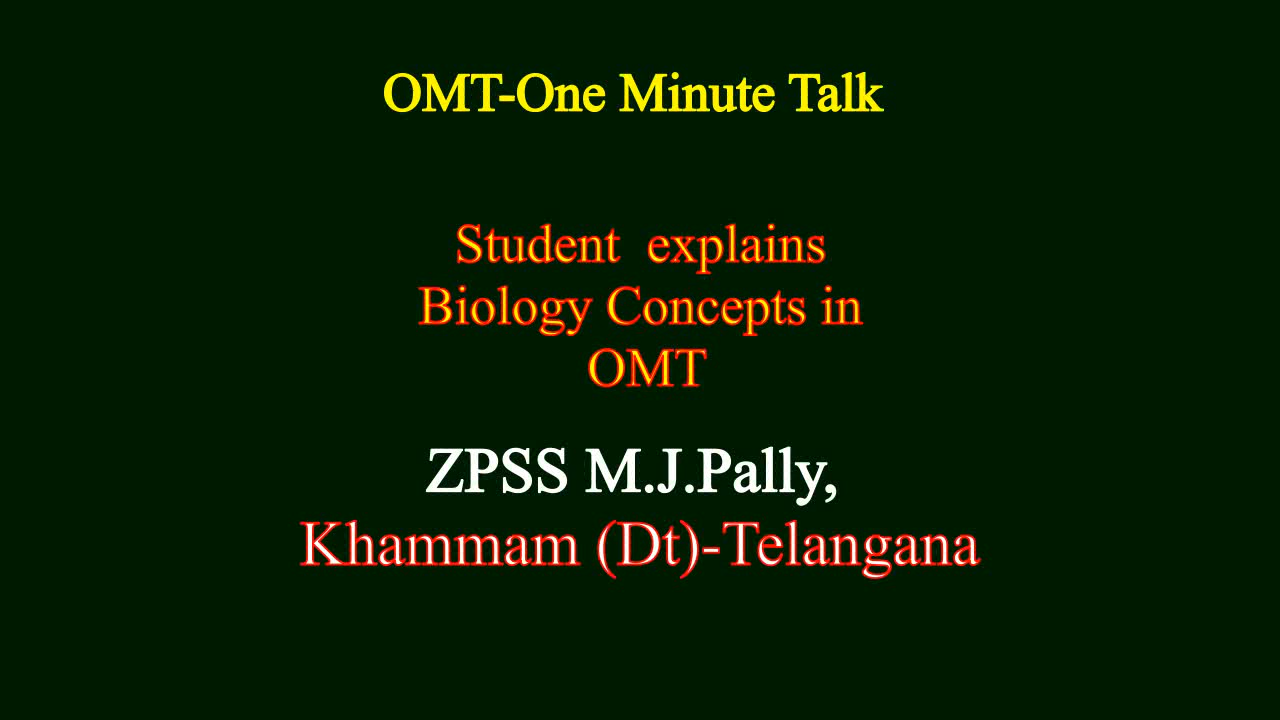 OMT-One Minute Talk
Student explains
Biology Concepts in
OMT
ZPSS M.J.Pally,
Khammam (Dt)-Telangana